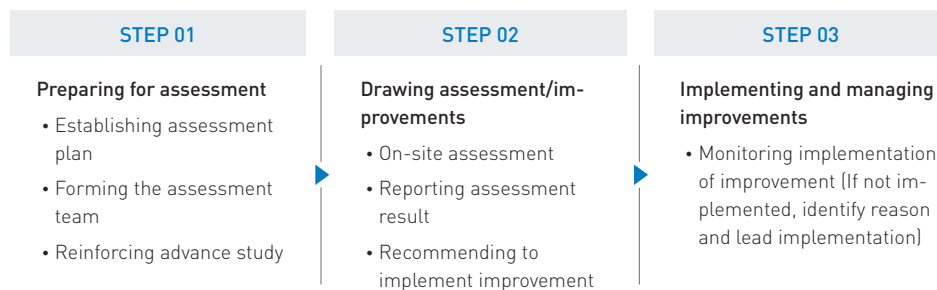 STEP 01
Preparing for assessment
• Establishing assessment
plan
• Forming the assessment
team
• Reinforcing advance study
STEP 02
Drawing assessment/im-
provements
• On-site assessment
• Reporting assessment
result
• Recommending to
implement improvement
STEP 03
Implementing and managing
improvements
• Monitoring implementation
of improvement (If not im-
plemented, identify reason
and lead implementation)